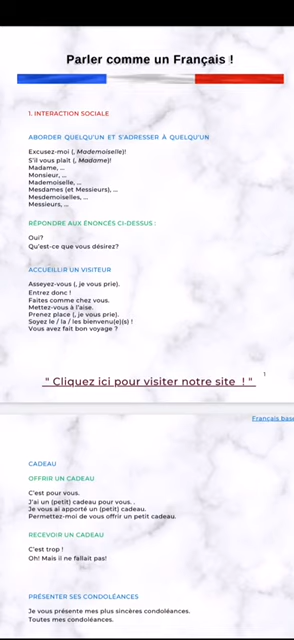 Parler comme un Français !
1. INTERACTION SOCIALE
ABORDER QUELQU'UN ET S'ADRESSER À QUELQU'UN
Excusez-moi (, Mademoiselle)!
S'il vous plaît (, Madame)!
Madame, ...
Monsieur, ...
Mademoiselle, ...
Mesdames (et Messieurs), ...
Mesdemoiselles, ...
Messieurs, ...
RÉPONDRE AUX ÉNONCÉS CI-DESSUS :
Oui?
Qu'est-ce que vous désirez?
ACCUEILLIR UN VISITEUR
Asseyez-vous (, je vous prie).
Entrez donc !
Faites comme chez vous.
Mettez-vous à l'aise.
Prenez place (, je vous prie).
Soyez le / la / les bienvenu(e)(s) !
Vous avez fait bon voyage ?
1
" Cliquez ici pour visiter notre site ! "
Français base
CADEAU
OFFRIR UN CADEAU
C'est pour vous.
J'ai un (petit) cadeau pour vous. .
Je vous ai apporté un (petit) cadeau.
Permettez-moi de vous offrir un petit cadeau.
RECEVOIR UN CADEAU
C'est trop !
Oh! Mais il ne fallait pas!
PRÉSENTER SES CONDOLÉANCES
Je vous présente mes plus sincères condoléances.
Toutes mes condoléances.